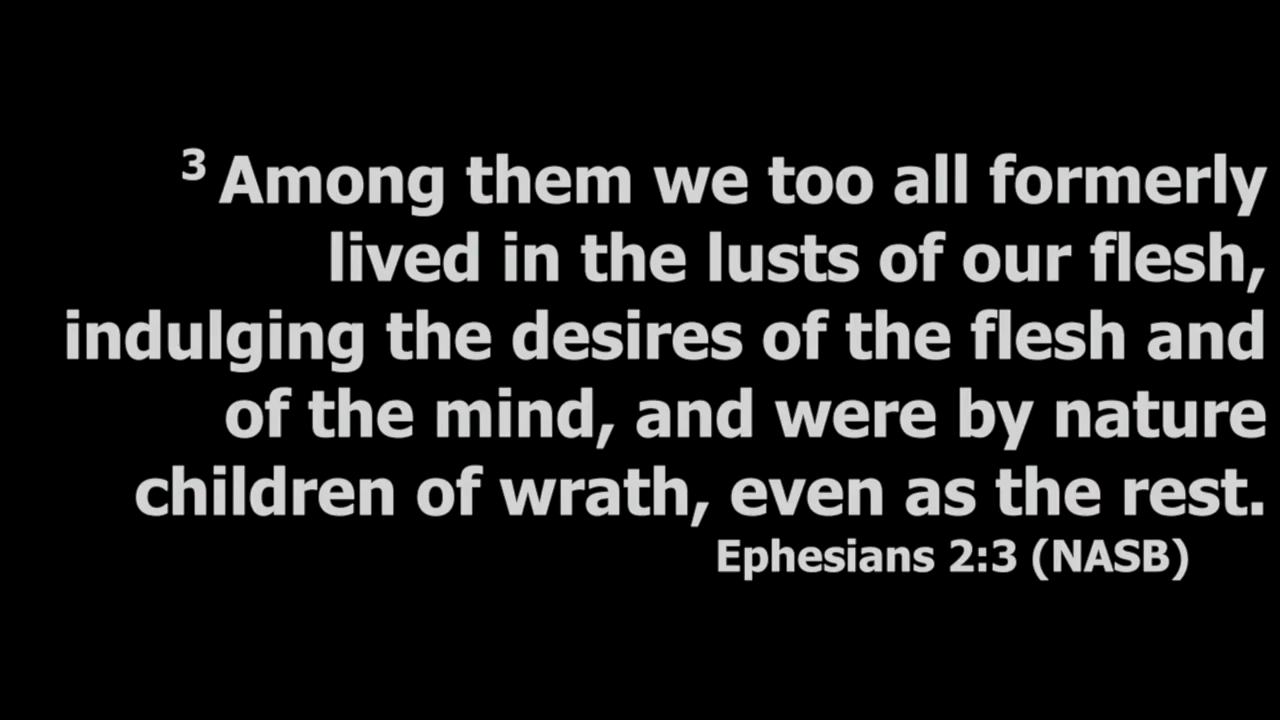 3 Among them we too all formerly
lived in the lusts of our flesh,
indulging the desires of the flesh and
of the mind, and were by nature
children of wrath, even as the rest.
Ephesians 2:3 (NASB)